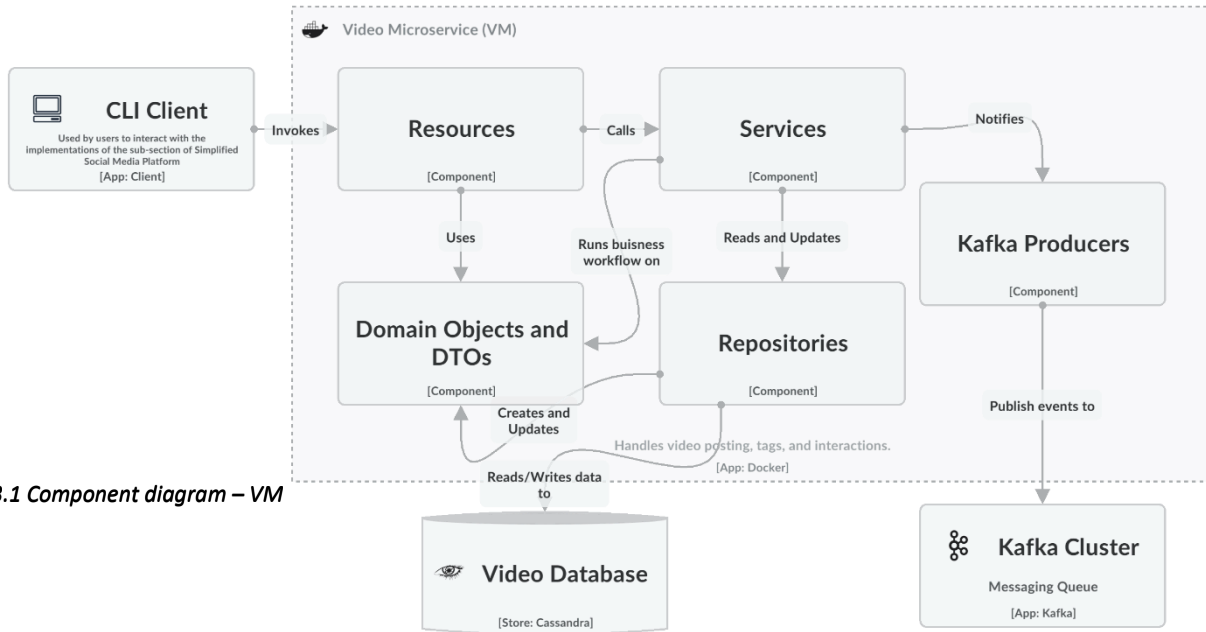 Video Microservice (VM)
CLI Client
Used by users to interact with the
implementations of the sub-section of Simplified
Social Media Platform
[App: Client]
Invokes
Resources
[Component]
Calls
Services
[Component]
Notifies
Uses
Runs buisness
workflow on
Reads and Updates
Kafka Producers
[Component]
Domain Objects and
DTOs
[Component]
Repositories
[Component]
Creates and
Updates
Publish events to
Handles video posting, tags, and interactions.
[App: Docker]
Reads/Writes data
to
3.1 Component diagram – VM
Video Database
[Store: Cassandra]
Kafka Cluster
Messaging Queue
[App: Kafka]